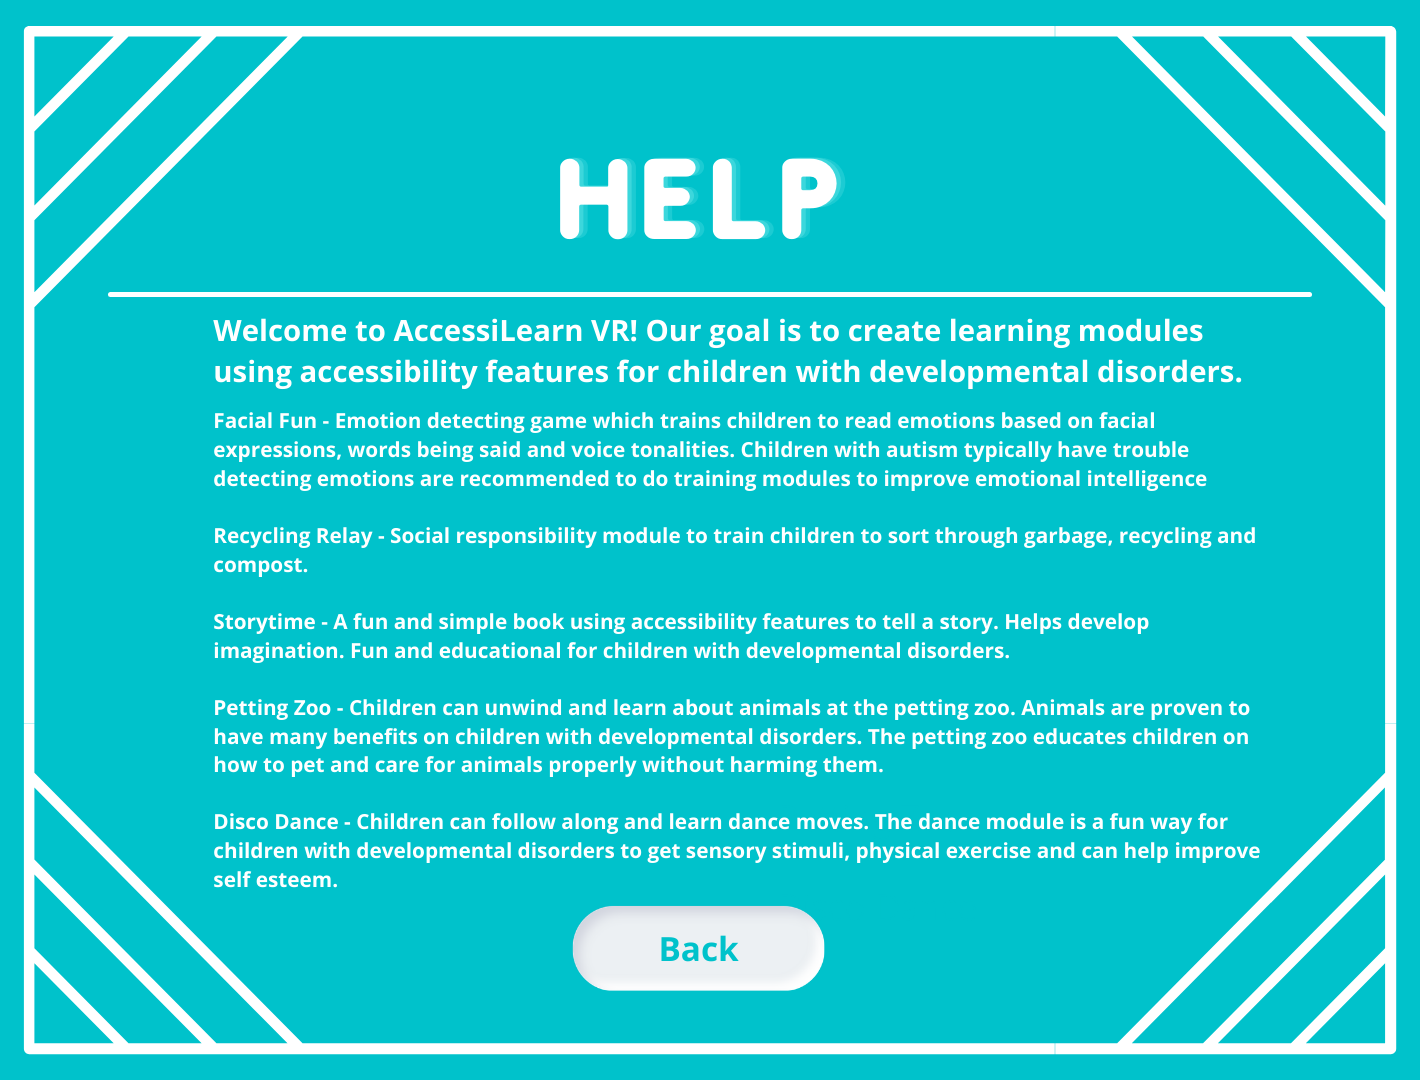 HELP
Welcome to AccessiLearn VR! Our goal is to create learning modules
using accessibility features for children with developmental disorders.
Facial Fun - Emotion detecting game which trains children to read emotions based on facial
expressions, words being said and voice tonalities. Children with autism typically have trouble
detecting emotions are recommended to do training modules to improve emotional intelligence
Recycling Relay - Social responsibility module to train children to sort through garbage, recycling and
compost.
Storytime - A fun and simple book using accessibility features to tell a story. Helps develop
imagination. Fun and educational for children with developmental disorders.
Petting Zoo - Children can unwind and learn about animals at the petting zoo. Animals are proven to
have many benefits on children with developmental disorders. The petting zoo educates children on
how to pet and care for animals properly without harming them.
Disco Dance - Children can follow along and learn dance moves. The dance module is a fun way for
children with developmental disorders to get sensory stimuli, physical exercise and can help improve
self esteem.
Back